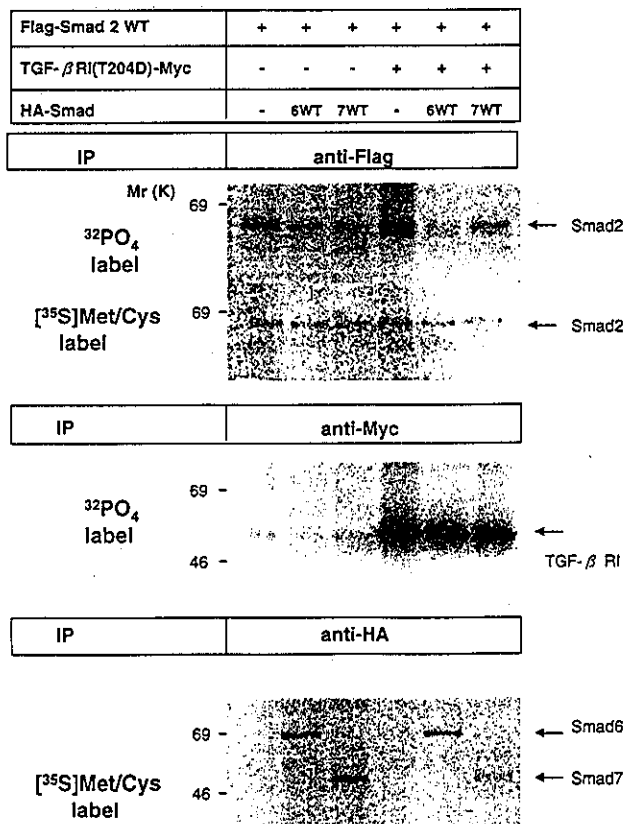 Flag-Smad 2 WT + + + + + +
TGF-βRI(T204D)-Myc - - - + + +
HA-Smad - 6WT 7WT - 6WT 7WT
IP anti-Flag
Mr (K)
69 -
³²PO₄
label
← Smad2
69 -
[³⁵S]Met/Cys
label
← Smad2
IP anti-Myc
69 -
³²PO₄
label
←
TGF-β RI
46 -
IP anti-HA
69 -
← Smad6
[³⁵S]Met/Cys
label
← Smad7
46 -